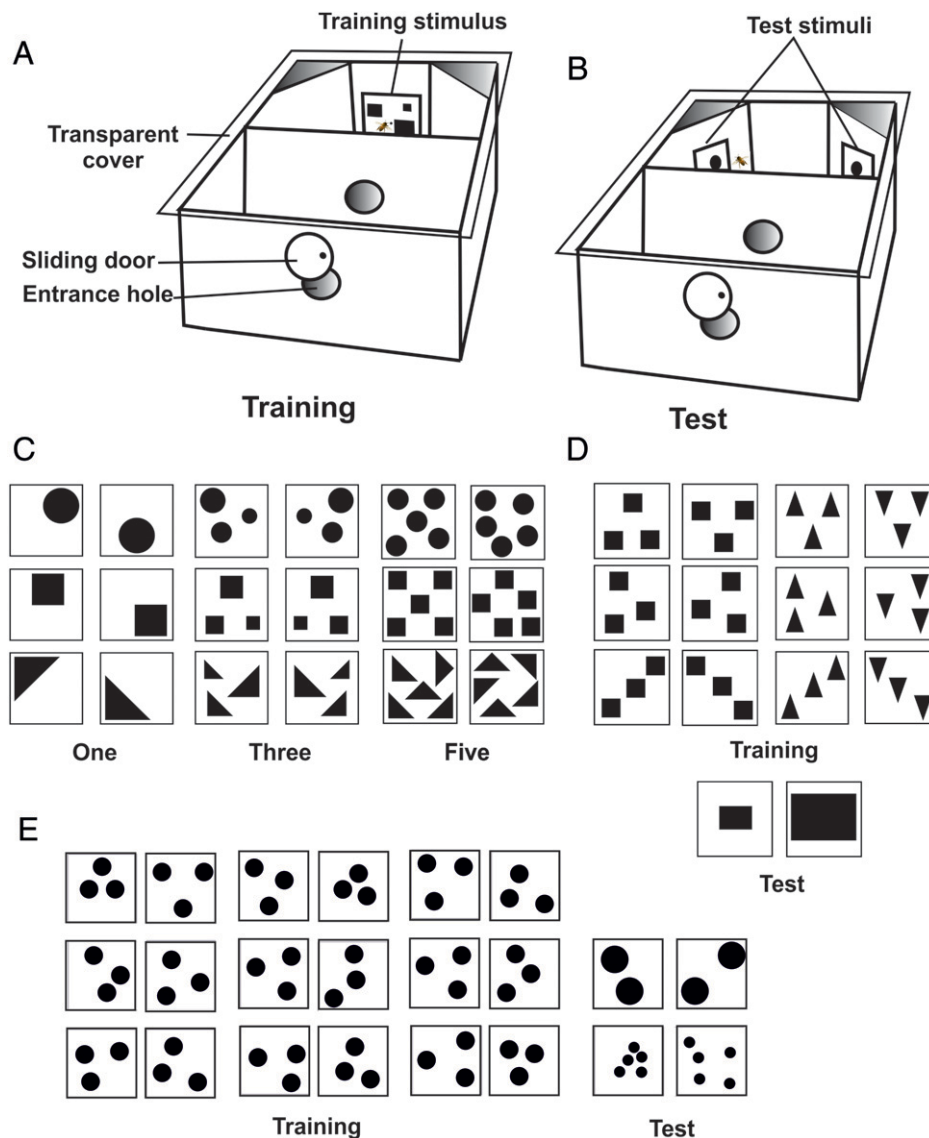 A
Training stimulus
B
Test stimuli
Transparent
cover
Sliding door
Entrance hole
Training
Test
C
D
One
Three
Five
Training
Test
E
Training
Test